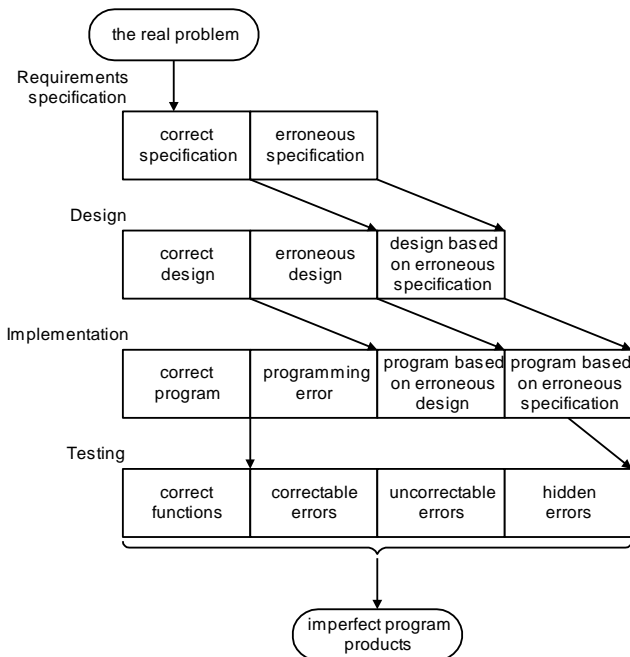 the real problem
Requirements
specification
correct
specification
erroneous
specification
Design
correct
design
erroneous
design
design based
on erroneous
specification
Implementation
correct
program
programming
error
program based
on erroneous
design
program based
on erroneous
specification
Testing
correct
functions
correctable
errors
uncorrectable
errors
hidden
errors
imperfect program
products